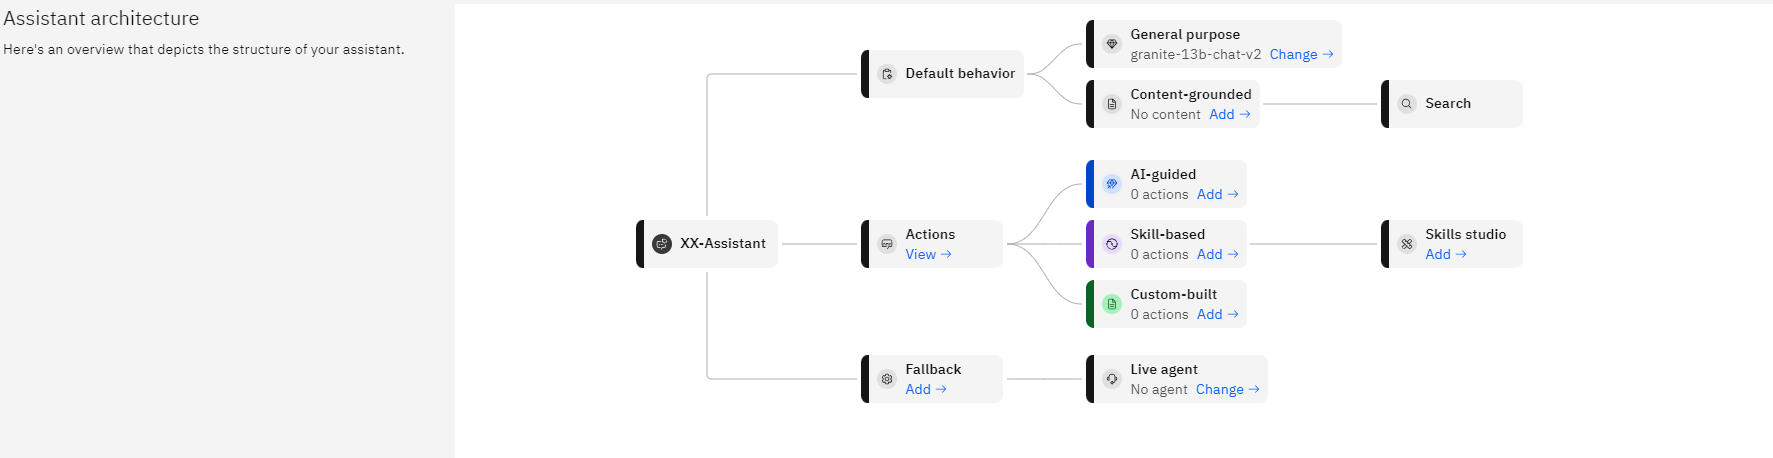 Assistant architecture
Here's an overview that depicts the structure of your assistant.
XX-Assistant
Default behavior
General purpose
granite-13b-chat-v2 Change →
Content-grounded
No content Add →
Search
Actions
View →
AI-guided
0 actions Add →
Skill-based
0 actions Add →
Skills studio
Add →
Custom-built
0 actions Add →
Fallback
Add →
Live agent
No agent Change →